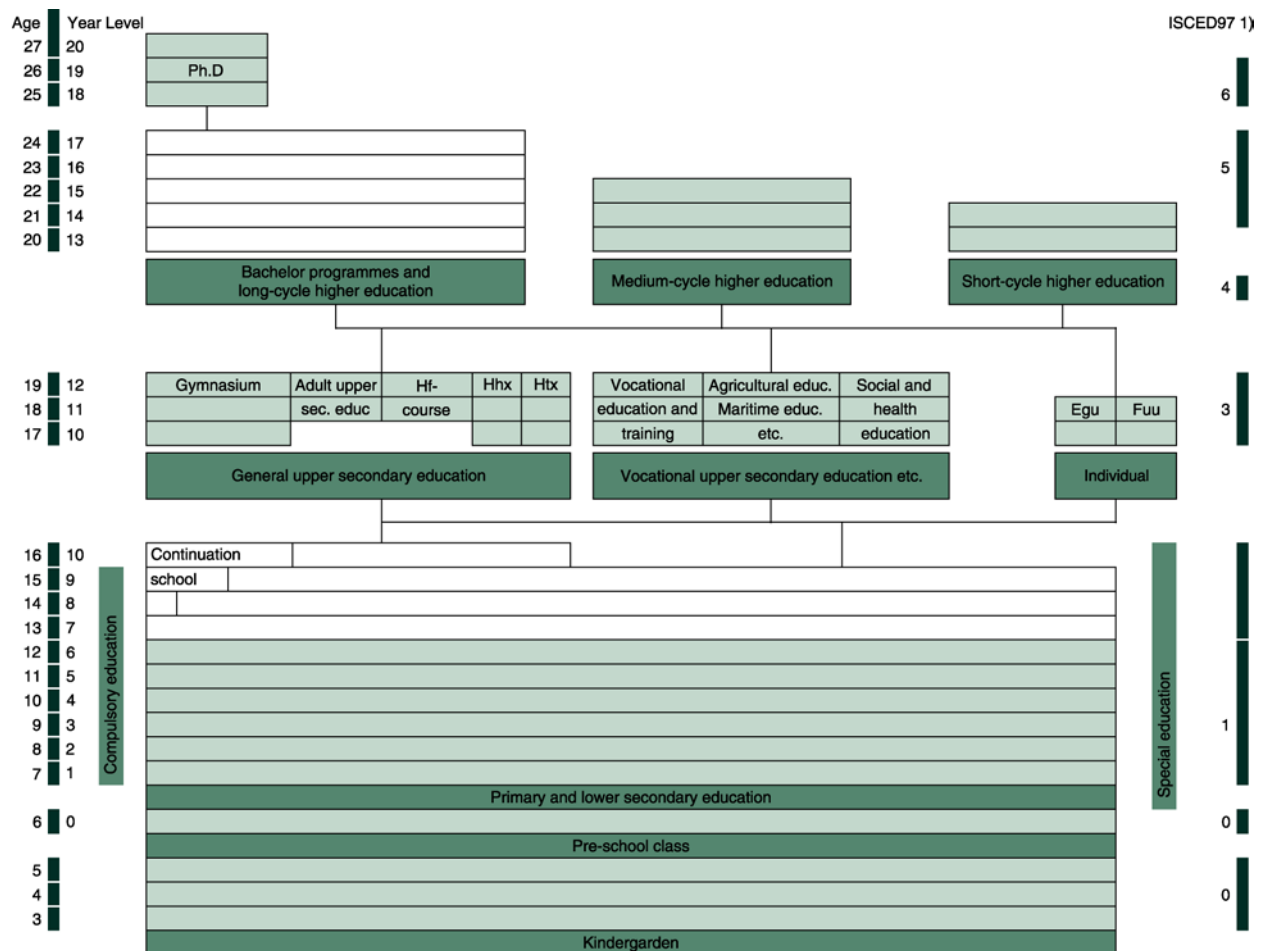 Age Year Level ISCED97 1)
27 20
26 19 Ph.D
25 18 6
24 17
23 16 5
22 15
21 14
20 13
Bachelor programmes and
long-cycle higher education
Medium-cycle higher education
Short-cycle higher education
4
19 12 Gymnasium Adult upper Hf- Hhx Htx Vocational Agricultural educ. Social and
18 11 sec. educ course education and Maritime educ. health Egu Fuu 3
17 10 training etc. education
General upper secondary education Vocational upper secondary education etc. Individual
16 10 Continuation
15 9 school
14 8
13 7
12 6
11 5
10 4
9 3 1
8 2
7 1
Compulsory education
Special education
Primary and lower secondary education
6 0 0
Pre-school class
5
4 0
3
Kindergarden